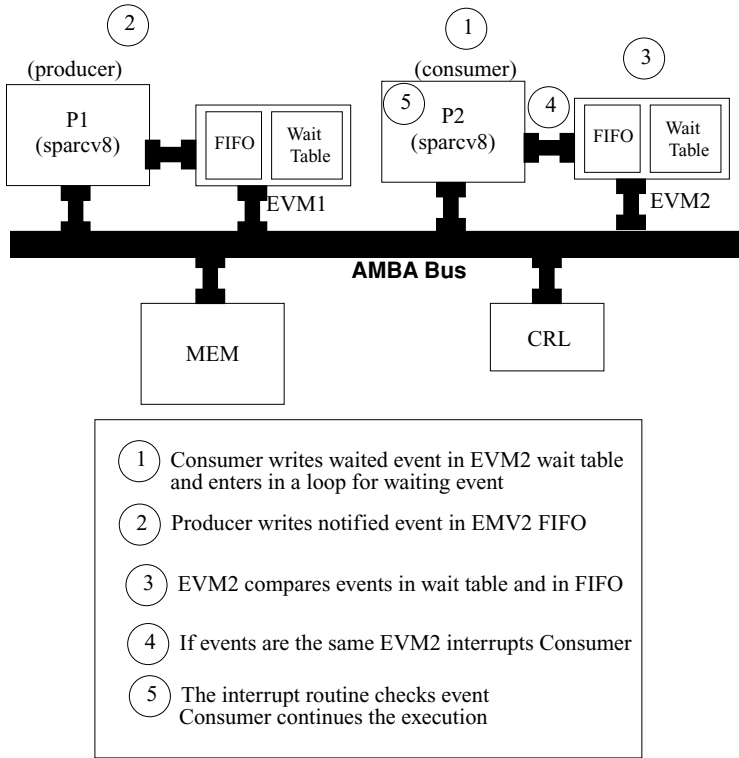 2
1
3
(producer)
(consumer)
P1
(sparcv8)
FIFO
Wait
Table
EVM1
5
P2
(sparcv8)
4
FIFO
Wait
Table
EVM2
AMBA Bus
MEM
CRL
1 Consumer writes waited event in EVM2 wait table
and enters in a loop for waiting event
2 Producer writes notified event in EMV2 FIFO
3 EVM2 compares events in wait table and in FIFO
4 If events are the same EVM2 interrupts Consumer
5 The interrupt routine checks event
Consumer continues the execution